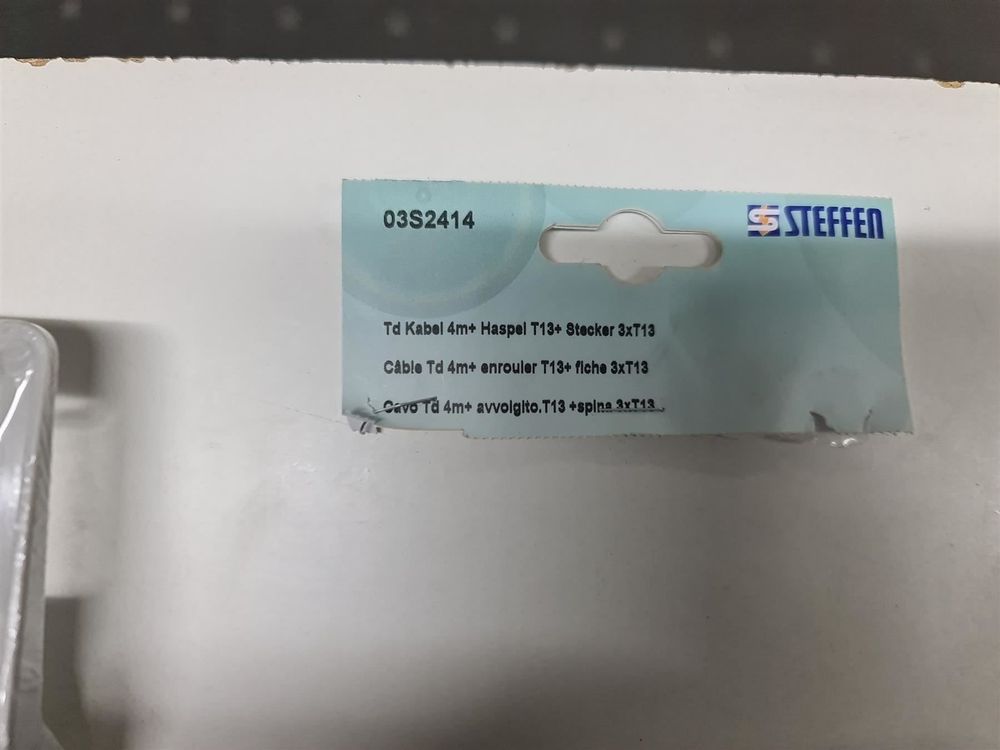 03S2414
STEFFEN
Td Kabel 4m+ Haspel T13+ Stecker 3xT13
Câble Td 4m+ enrouler T13+ fiche 3xT13
Cavo Td 4m+ avvolgito.T13 +spina 3xT13